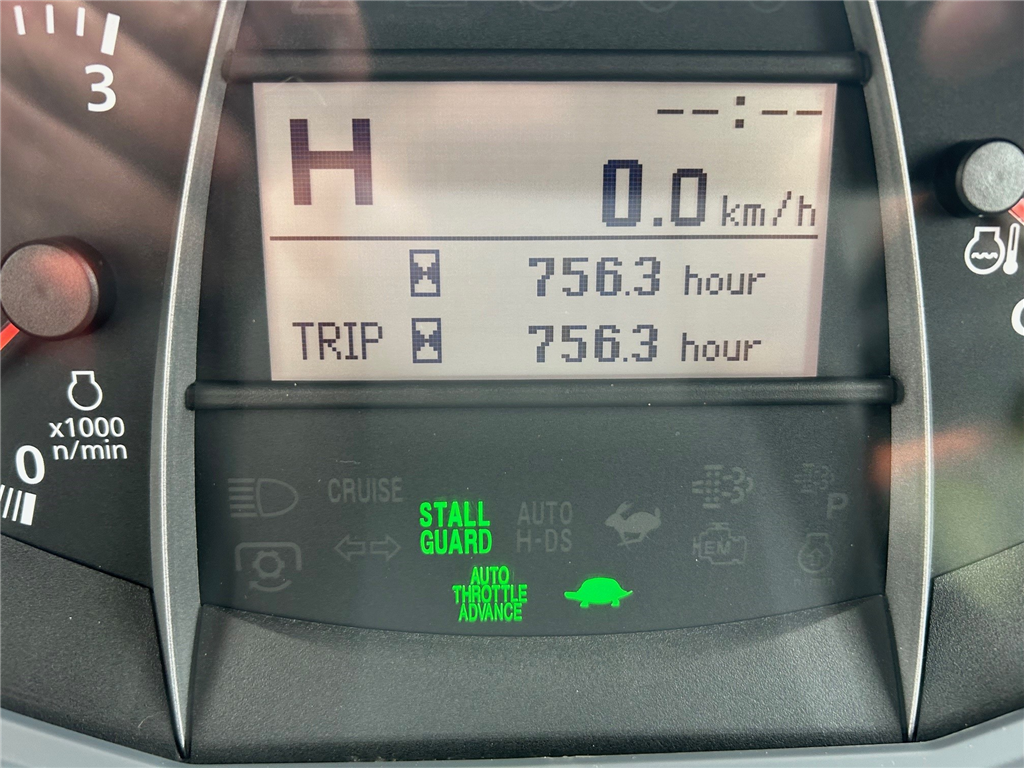 3
H
--:--
0.0 km/h
756.3 hour
TRIP 756.3 hour
x1000
n/min
0
CRUISE
STALL
GUARD
AUTO
H-DS
P
HEM
AUTO
THROTTLE
ADVANCE